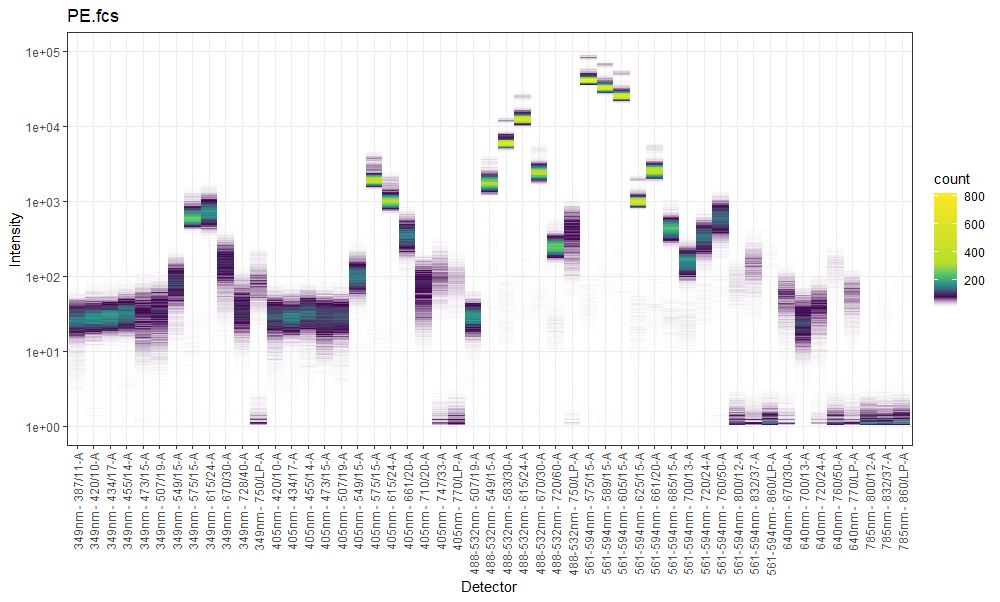 PE.fcs
Intensity
1e+05
1e+04
1e+03
1e+02
1e+01
1e+00
349nm - 387/11-A
349nm - 420/10-A
349nm - 434/17-A
349nm - 455/14-A
349nm - 473/15-A
349nm - 507/19-A
349nm - 549/15-A
349nm - 575/15-A
349nm - 615/24-A
349nm - 670/30-A
349nm - 728/40-A
349nm - 750/LP-A
405nm - 420/10-A
405nm - 434/17-A
405nm - 455/14-A
405nm - 473/15-A
405nm - 507/19-A
405nm - 549/15-A
405nm - 575/15-A
405nm - 615/24-A
405nm - 661/20-A
405nm - 710/20-A
405nm - 747/33-A
405nm - 770/LP-A
488-532nm - 507/19-A
488-532nm - 549/15-A
488-532nm - 583/30-A
488-532nm - 615/24-A
488-532nm - 670/30-A
488-532nm - 720/60-A
488-532nm - 750/LP-A
561-594nm - 575/15-A
561-594nm - 589/15-A
561-594nm - 605/15-A
561-594nm - 625/15-A
561-594nm - 661/20-A
561-594nm - 685/15-A
561-594nm - 700/13-A
561-594nm - 724/20-A
561-594nm - 760/50-A
561-594nm - 800/12-A
561-594nm - 832/37-A
561-594nm - 860/LP-A
640nm - 670/30-A
640nm - 700/13-A
640nm - 720/24-A
640nm - 760/50-A
640nm - 770/LP-A
785nm - 800/12-A
785nm - 832/37-A
785nm - 860/LP-A
Detector
count
800
600
400
200